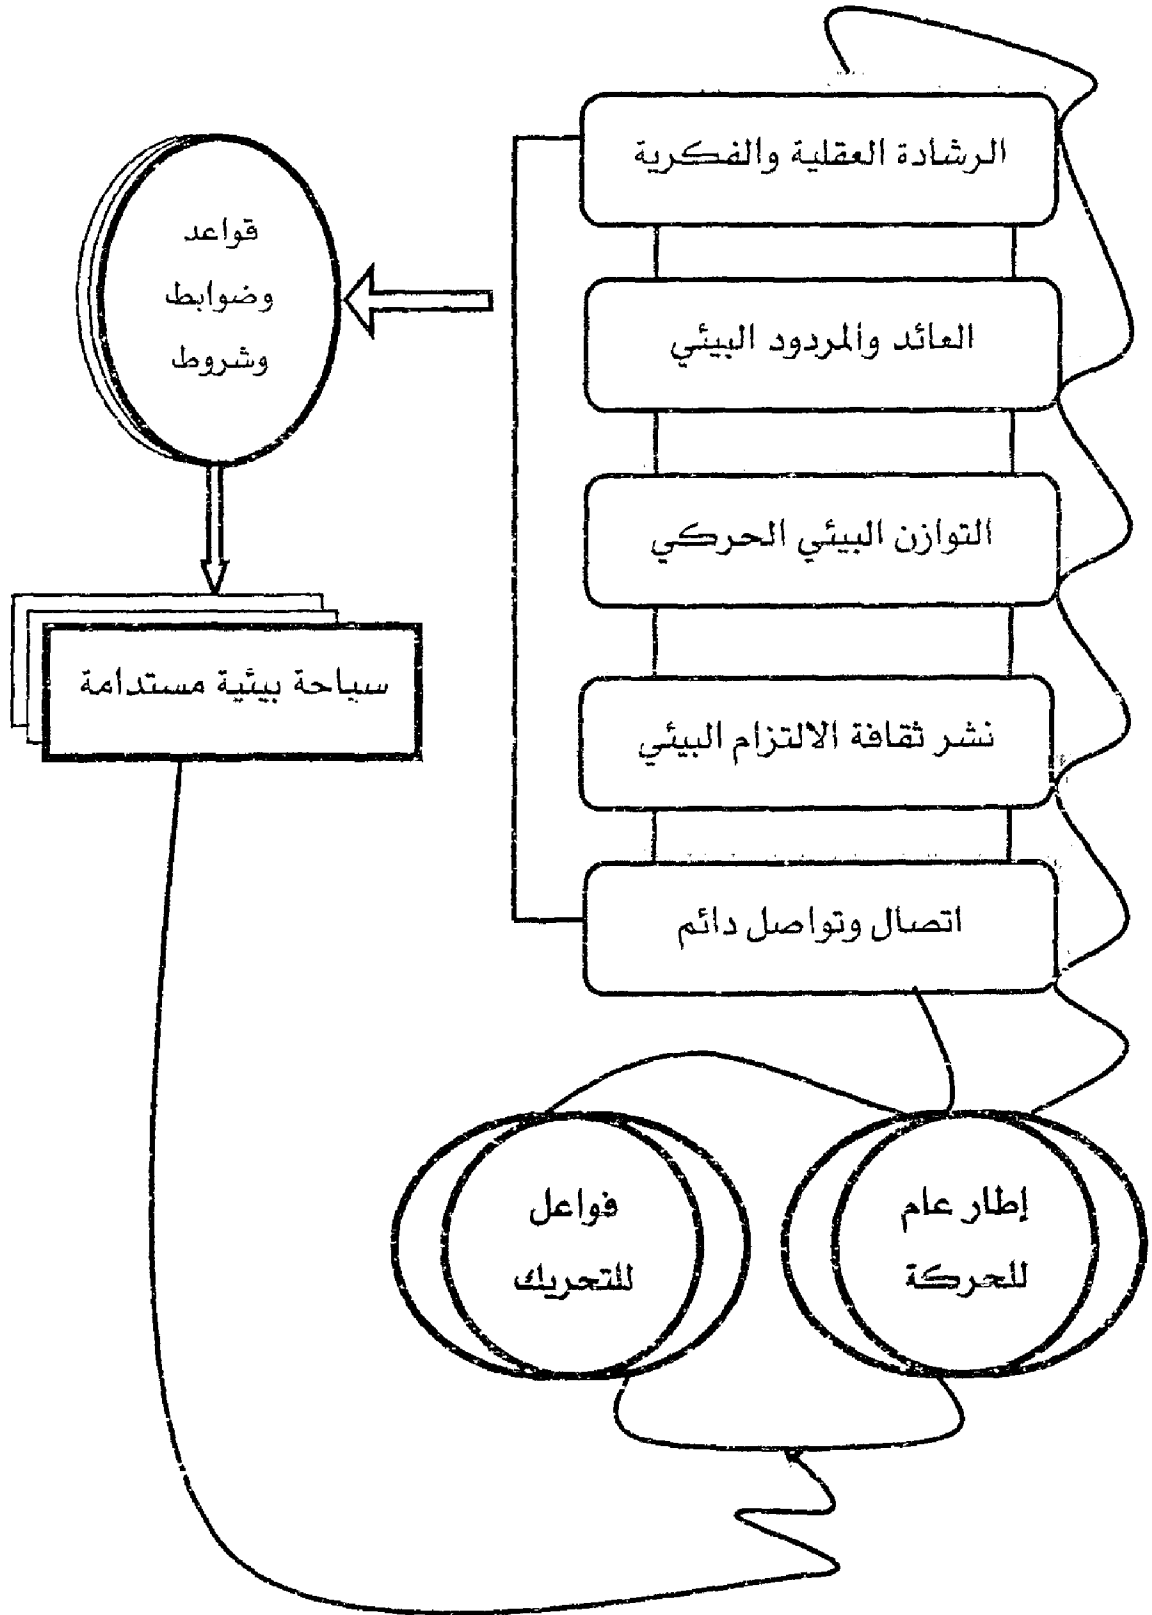 الرشادة العقلية والفكرية
العائد والمردود البيئي
التوازن البيئي الحركي
نشر ثقافة الالتزام البيئي
اتصال وتواصل دائم
قواعد
وضوابط
وشروط
سياحة بيئية مستدامة
إطار عام
للحركة
فواعل
للتحريك